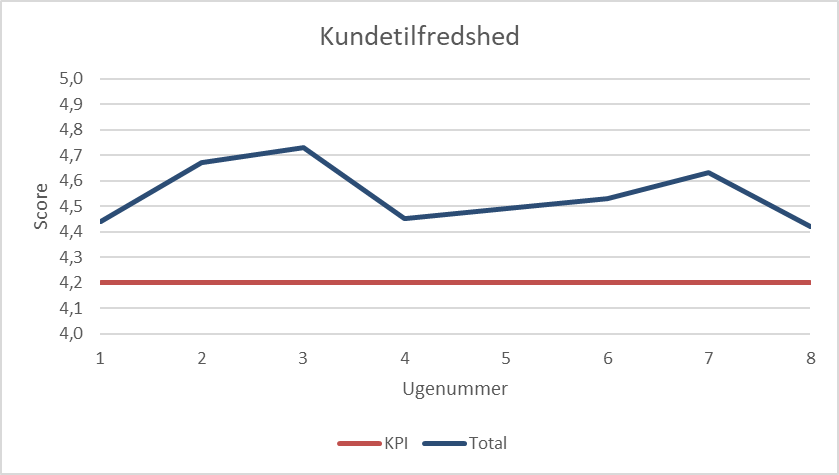 Kundetilfredshed
5,0
4,9
4,8
4,7
4,6
4,5
4,4
4,3
4,2
4,1
4,0
Score
1 2 3 4 5 6 7 8
Ugenummer
KPI Total